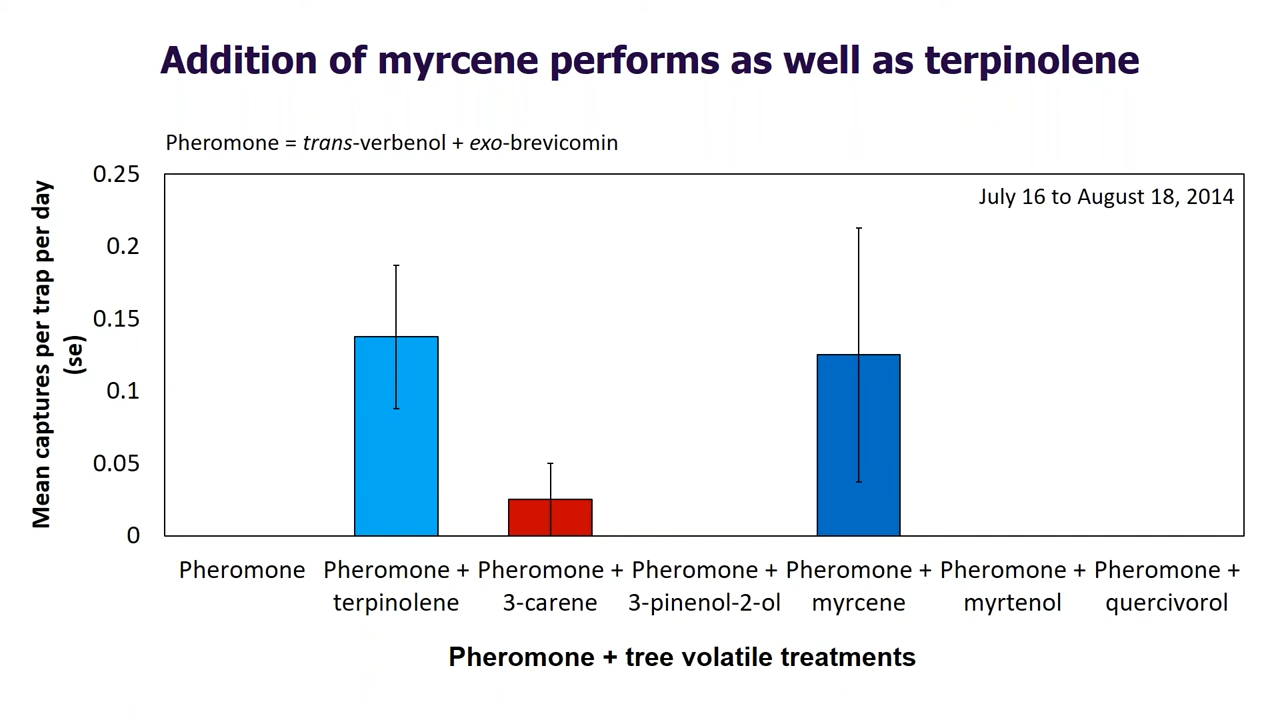 Addition of myrcene performs as well as terpinolene
Pheromone = trans-verbenol + exo-brevicomin
July 16 to August 18, 2014
Mean captures per trap per day
(se)
0.25
0.2
0.15
0.1
0.05
0
Pheromone
Pheromone +
terpinolene
Pheromone +
3-carene
Pheromone +
3-pinenol-2-ol
Pheromone +
myrcene
Pheromone +
myrtenol
Pheromone +
quercivorol
Pheromone + tree volatile treatments